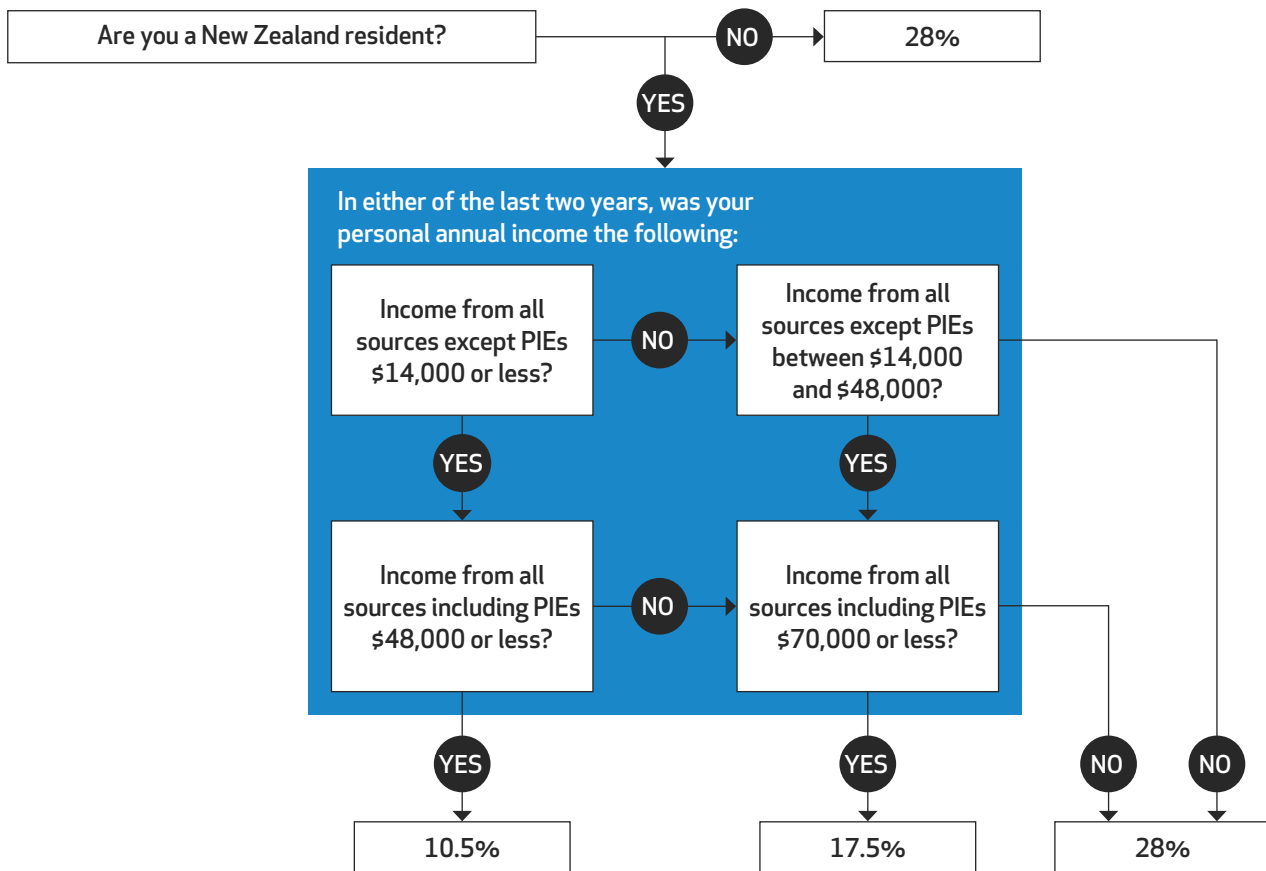 Are you a New Zealand resident?
NO
28%
YES
In either of the last two years, was your
personal annual income the following:
Income from all
sources except PIEs
$14,000 or less?
NO
Income from all
sources except PIEs
between $14,000
and $48,000?
YES
YES
Income from all
sources including PIEs
$48,000 or less?
NO
Income from all
sources including PIEs
$70,000 or less?
YES
YES
NO
NO
10.5%
17.5%
28%